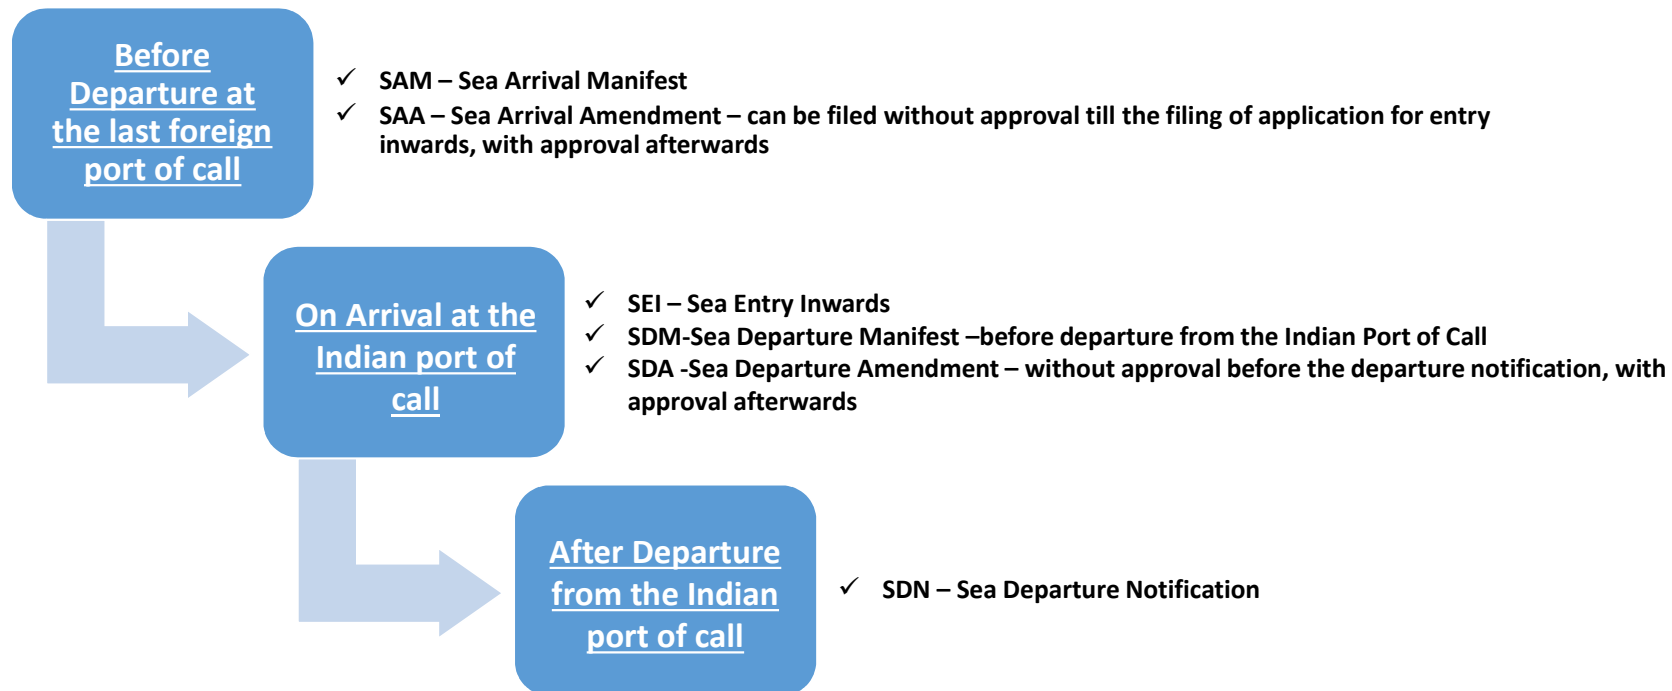 Before
Departure at
the last foreign
port of call
✓ SAM – Sea Arrival Manifest
✓ SAA – Sea Arrival Amendment – can be filed without approval till the filing of application for entry
inwards, with approval afterwards
On Arrival at the
Indian port of
call
✓ SEI – Sea Entry Inwards
✓ SDM-Sea Departure Manifest –before departure from the Indian Port of Call
✓ SDA -Sea Departure Amendment – without approval before the departure notification, with
approval afterwards
After Departure
from the Indian
port of call
✓ SDN – Sea Departure Notification